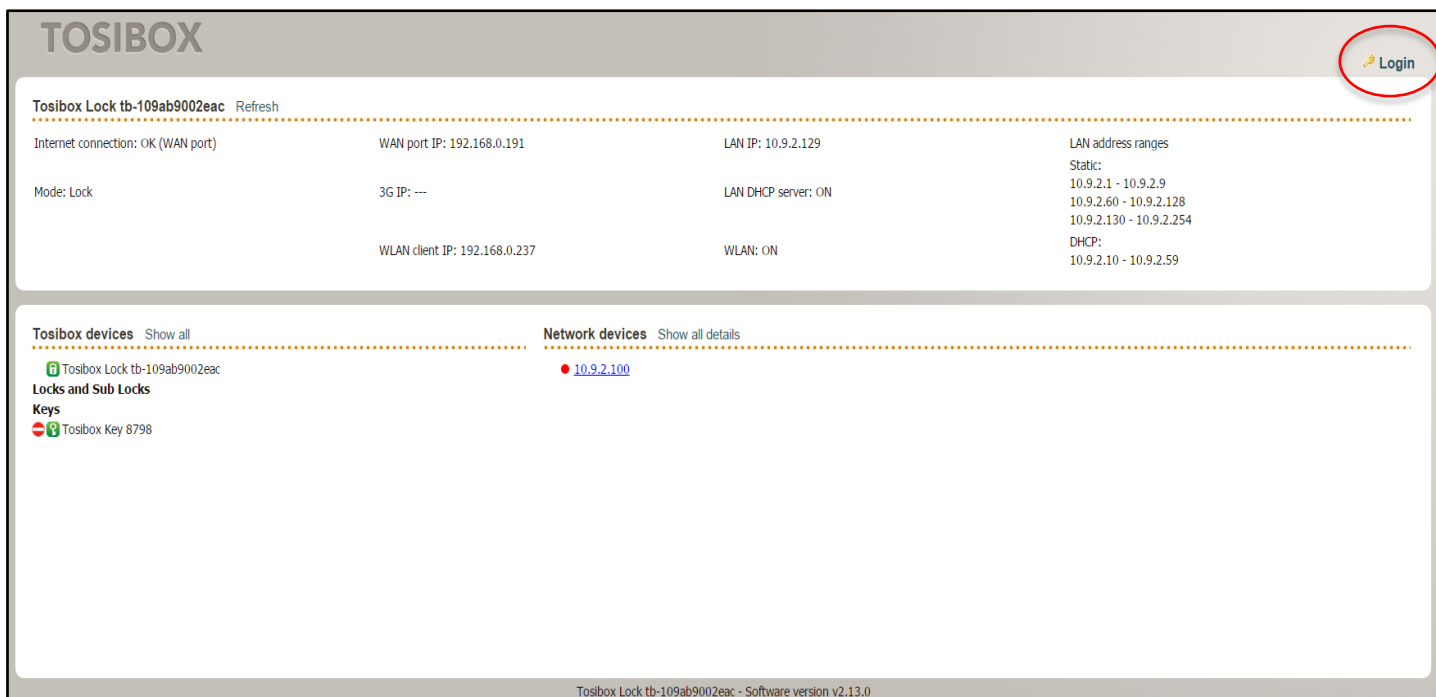 TOSIBOX
Login
Tosibox Lock tb-109ab9002eac Refresh
Internet connection: OK (WAN port)
WAN port IP: 192.168.0.191
LAN IP: 10.9.2.129
LAN address ranges
Static:
10.9.2.1 - 10.9.2.9
10.9.2.60 - 10.9.2.128
10.9.2.130 - 10.9.2.254
DHCP:
10.9.2.10 - 10.9.2.59
Mode: Lock
3G IP: ---
LAN DHCP server: ON
WLAN client IP: 192.168.0.237
WLAN: ON
Tosibox devices Show all
Tosibox Lock tb-109ab9002eac
Locks and Sub Locks
Keys
Tosibox Key 8798
Network devices Show all details
10.9.2.100
Tosibox Lock tb-109ab9002eac - Software version v2.13.0